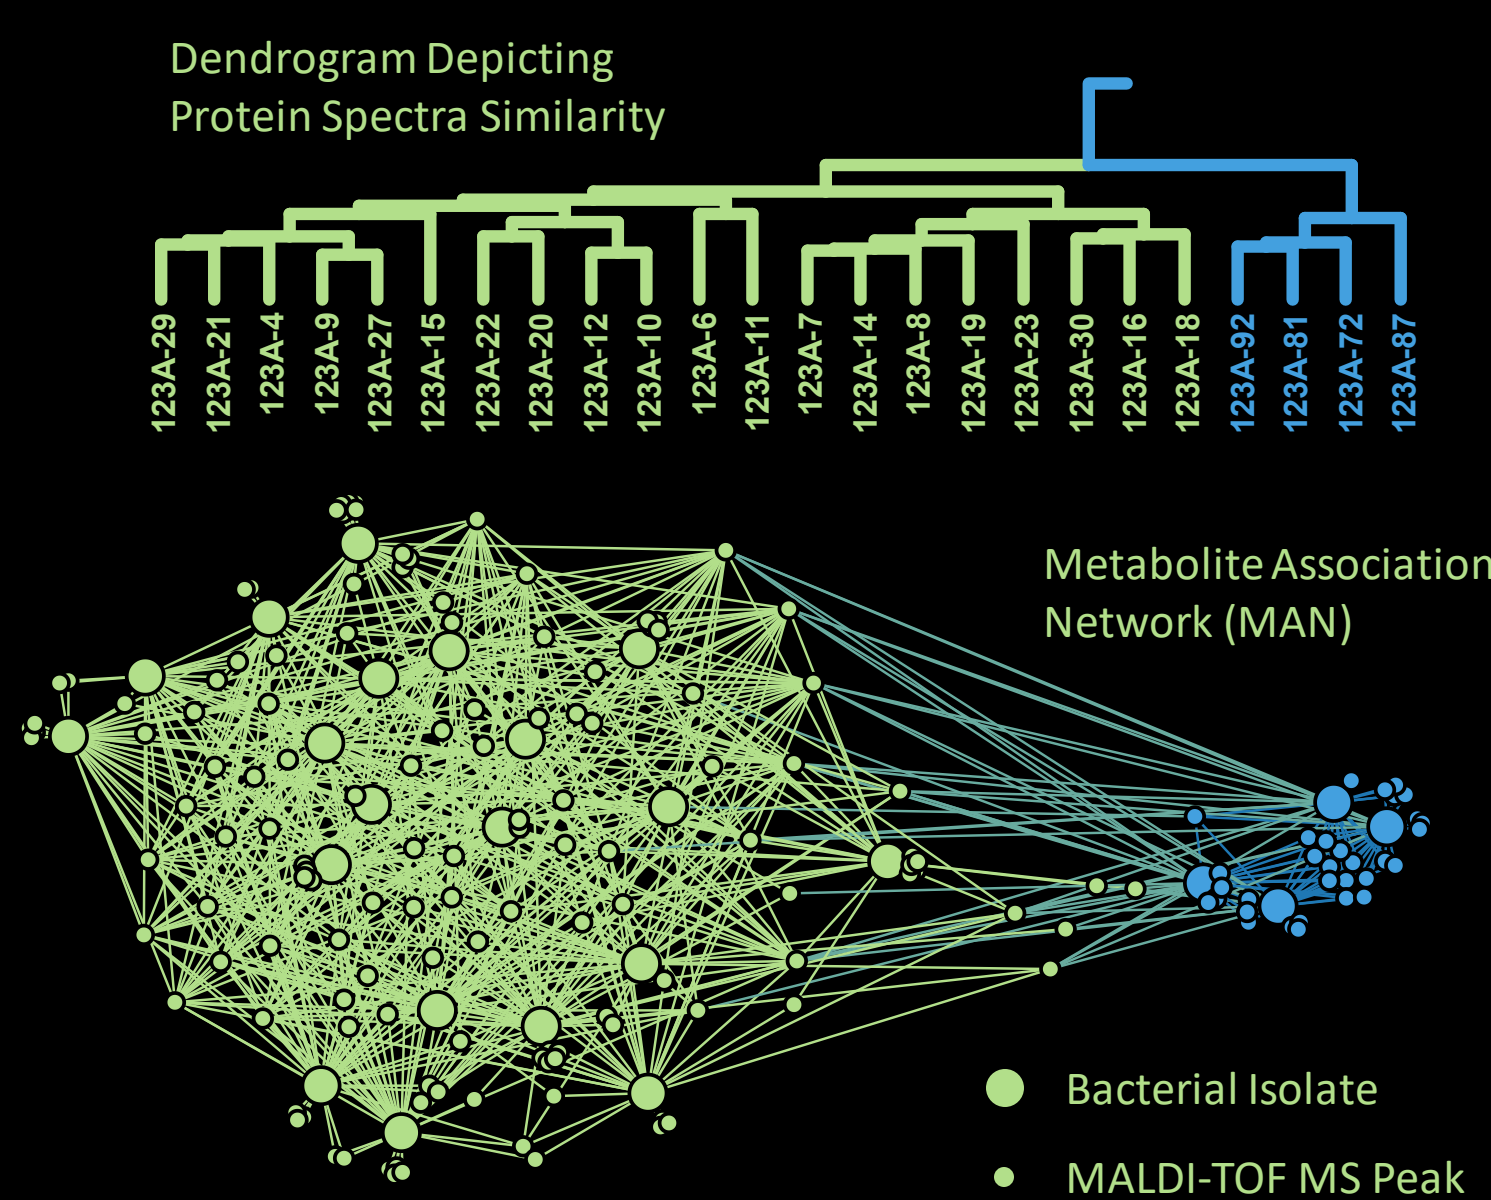 Dendrogram Depicting
Protein Spectra Similarity
123A-29
123A-21
123A-4
123A-9
123A-27
123A-15
123A-22
123A-20
123A-12
123A-10
123A-6
123A-11
123A-7
123A-14
123A-8
123A-19
123A-23
123A-30
123A-16
123A-18
123A-92
123A-81
123A-72
123A-87
Metabolite Association
Network (MAN)
Bacterial Isolate
MALDI-TOF MS Peak